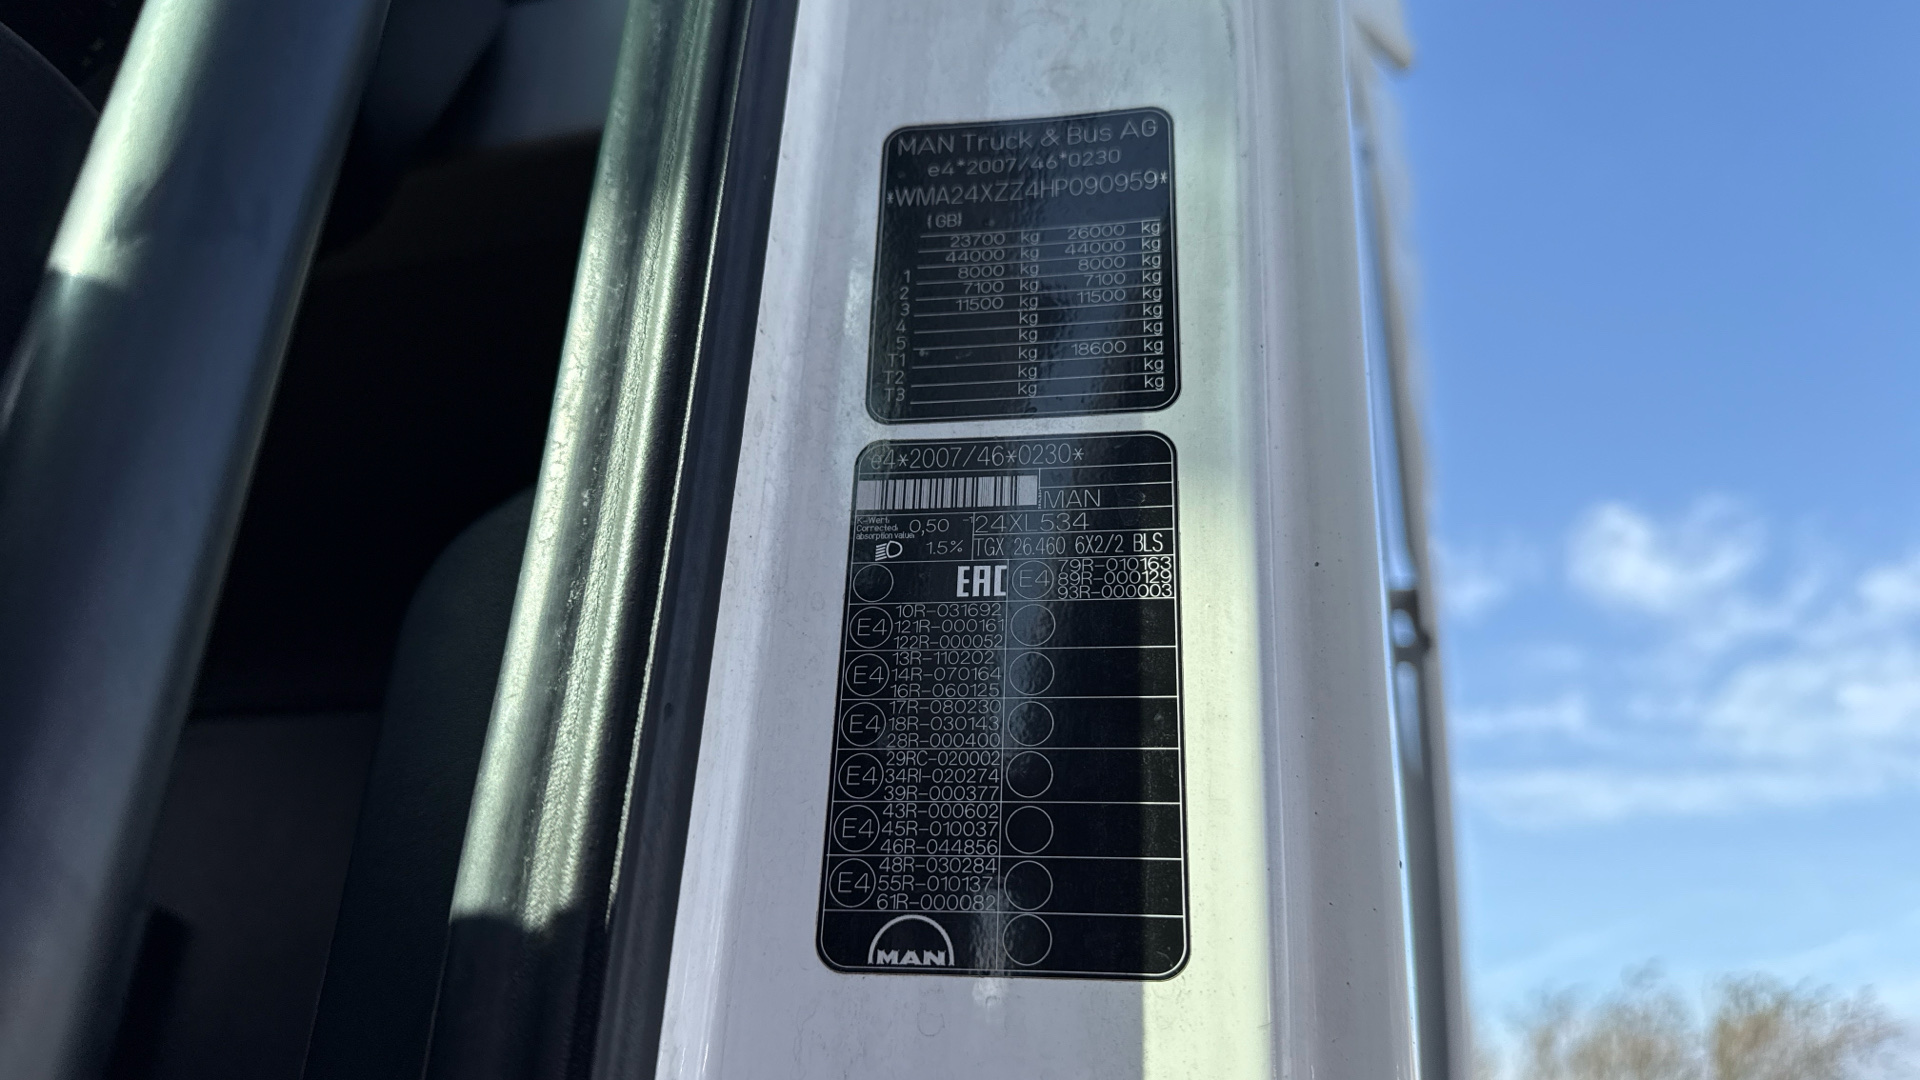 MAN Truck & Bus AG
e4*2007/46*0230
*WMA24XZZ4HP090959*
(GB)
23700 kg 26000 kg
44000 kg 44000 kg
1 8000 kg 8000 kg
2 7100 kg 7100 kg
3 11500 kg 11500 kg
4 kg kg
5 kg kg
T1 kg 18600 kg
T2 kg kg
T3 kg kg
e4*2007/46*0230*
MAN
K-Wert
Corrected
absorption value 0,50 -1 24XL534
1.5% TGX 26.460 6X2/2 BLS
EAC E4 79R-010163
89R-000129
93R-000003
E4 10R-031692
121R-000161
122R-000052
E4 13R-110202
14R-070164
16R-060125
E4 17R-080230
18R-030143
28R-000400
E4 29RC-020002
34RI-020274
39R-000377
E4 43R-000602
45R-010037
46R-044856
E4 48R-030284
55R-010137
61R-000082
MAN